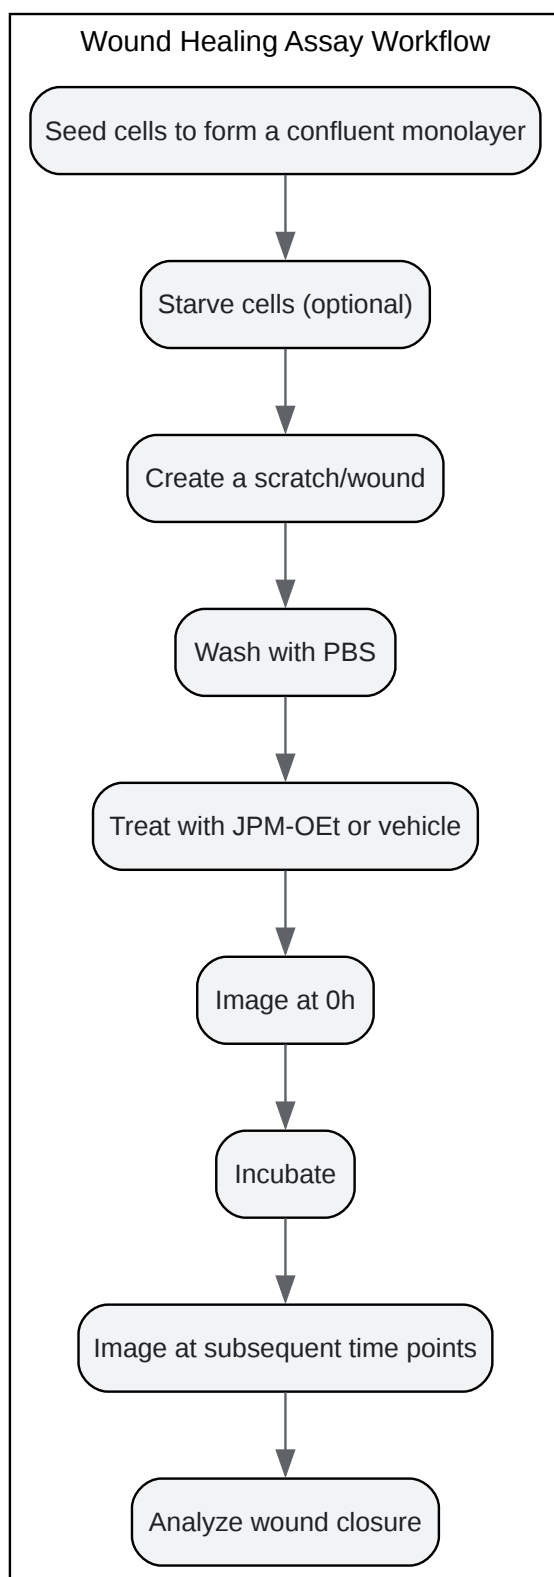 Wound Healing Assay Workflow
Seed cells to form a confluent monolayer
Starve cells (optional)
Create a scratch/wound
Wash with PBS
Treat with JPM-OEt or vehicle
Image at 0h
Incubate
Image at subsequent time points
Analyze wound closure